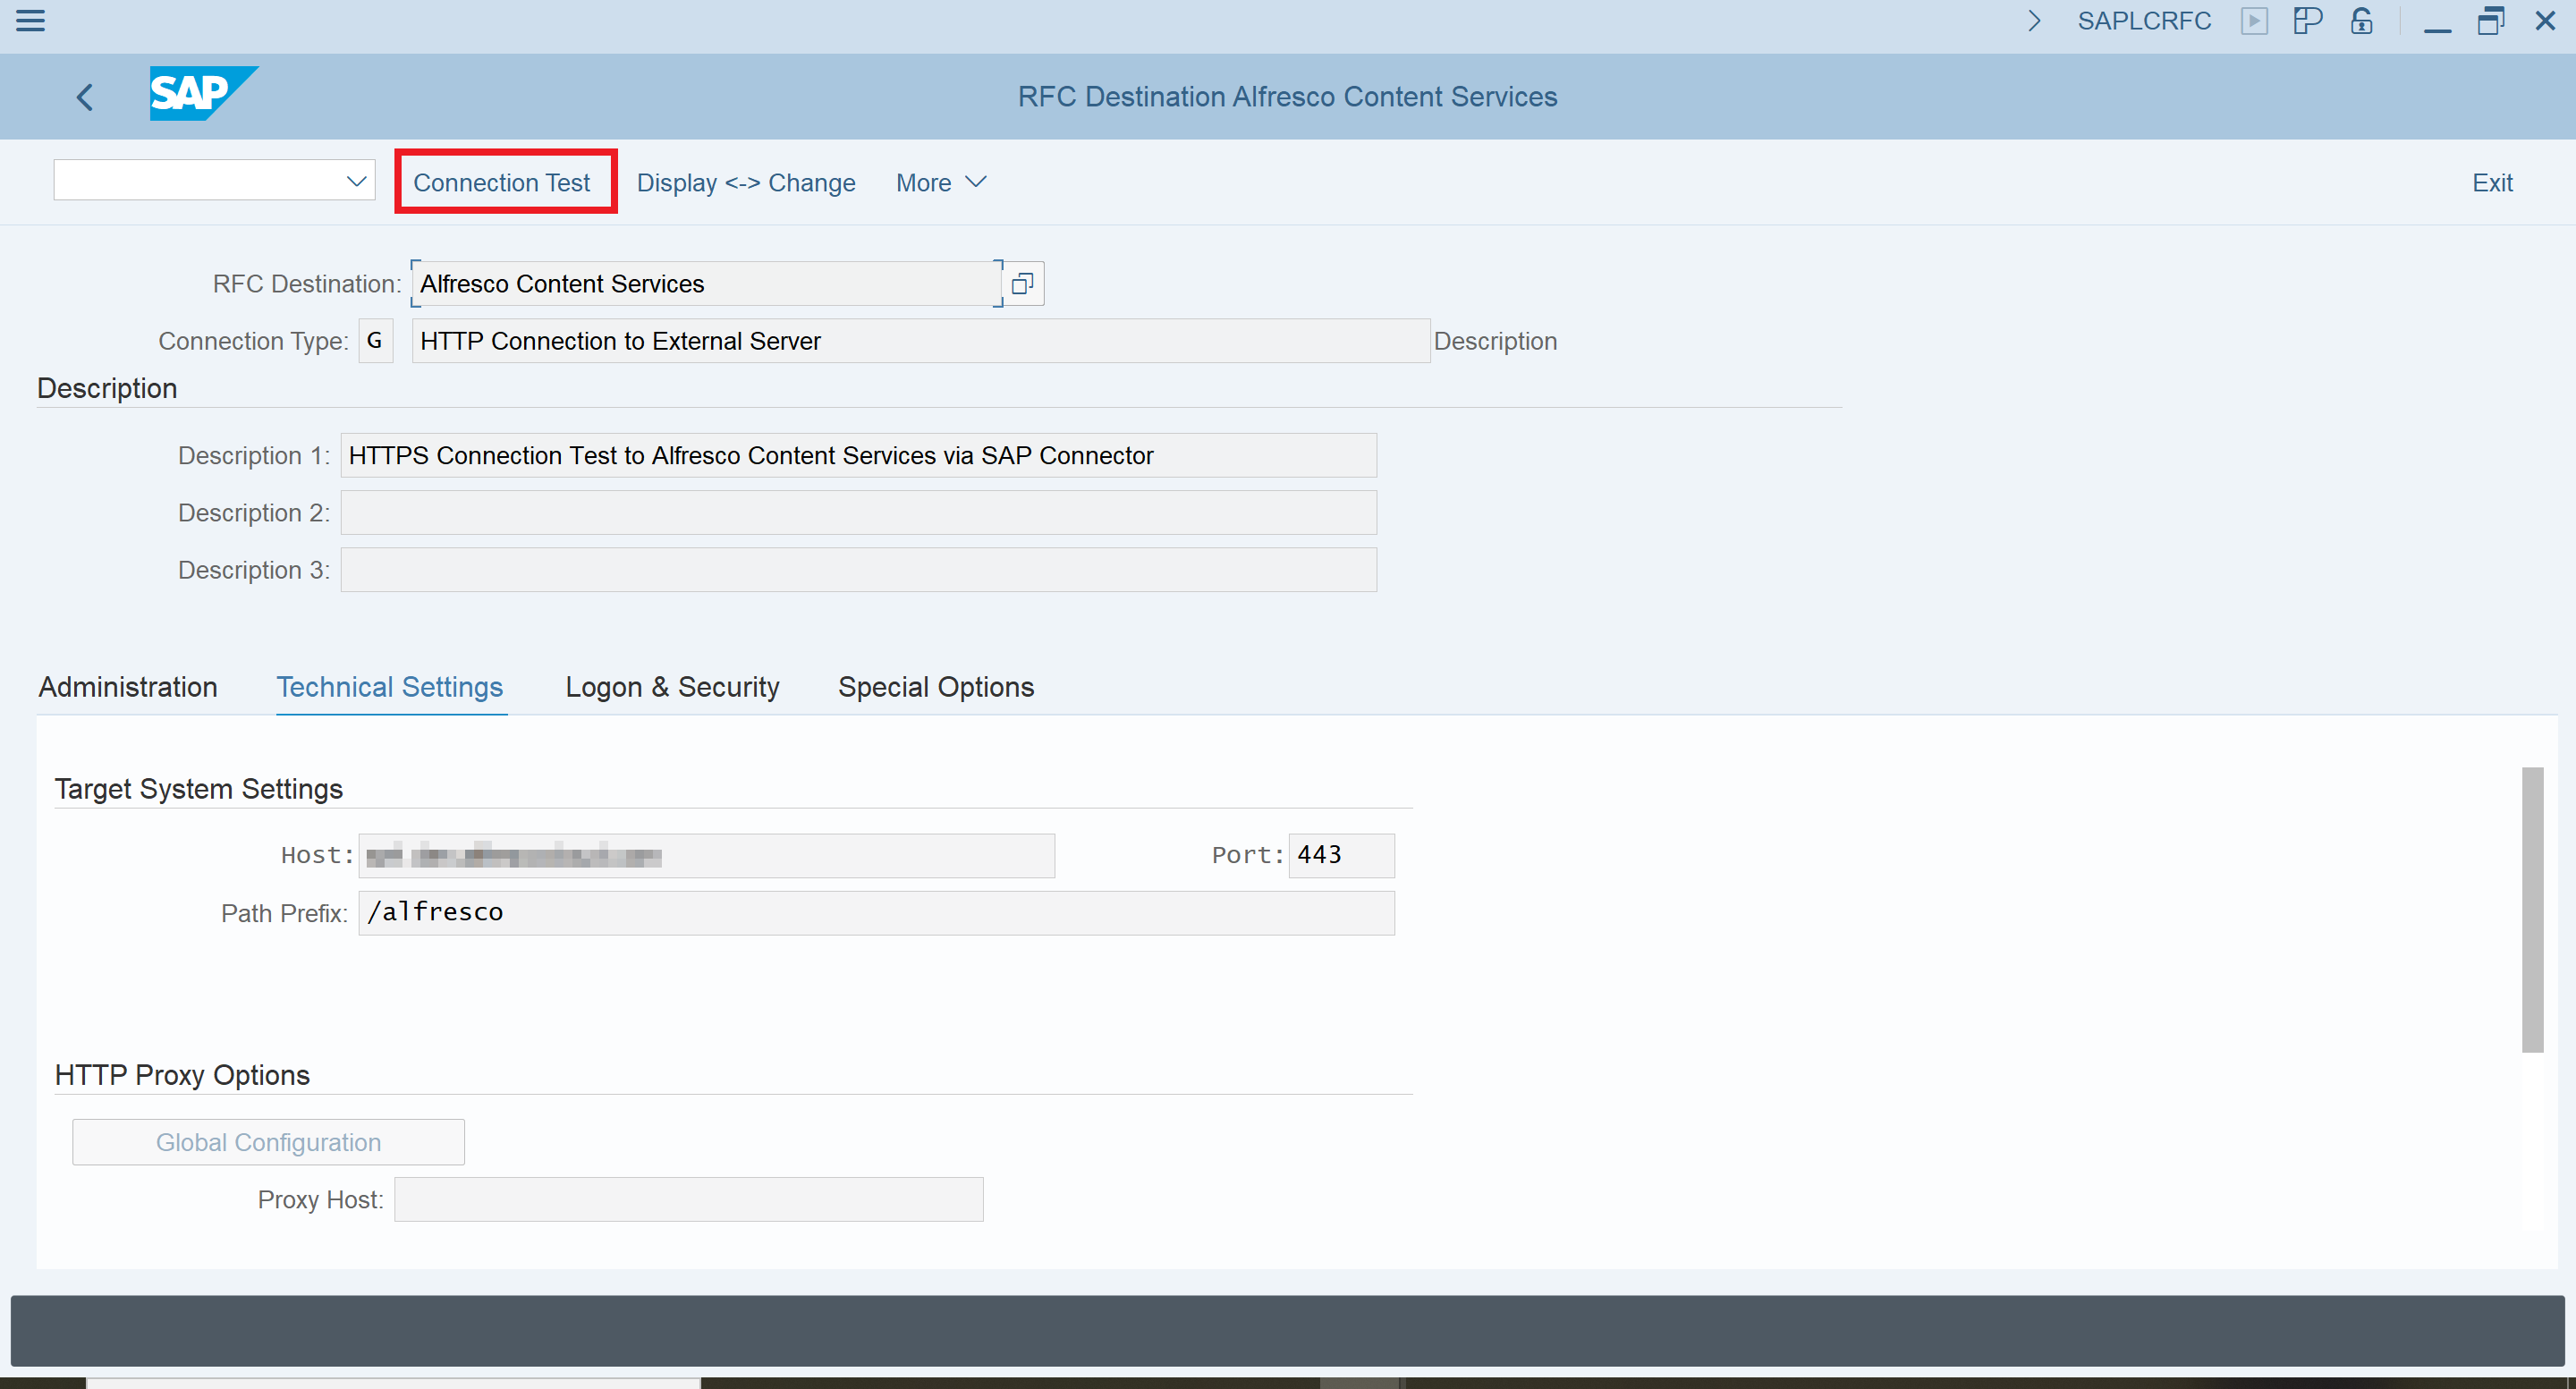 SAPLCRFC
SAP
RFC Destination Alfresco Content Services
Connection Test Display <-> Change More Exit
RFC Destination: Alfresco Content Services
Connection Type: G HTTP Connection to External Server Description
Description
Description 1: HTTPS Connection Test to Alfresco Content Services via SAP Connector
Description 2:
Description 3:
Administration Technical Settings Logon & Security Special Options
Target System Settings
Host: Port: 443
Path Prefix: /alfresco
HTTP Proxy Options
Global Configuration
Proxy Host: